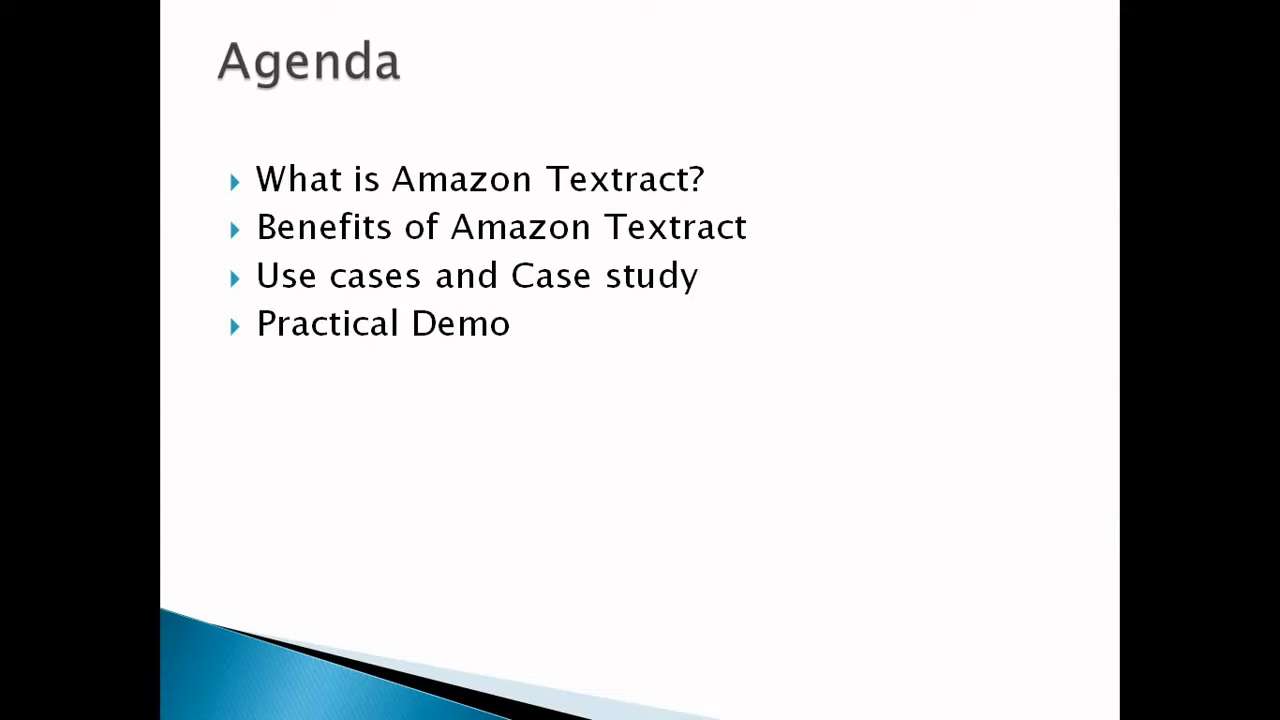 Agenda
What is Amazon Textract?
Benefits of Amazon Textract
Use cases and Case study
Practical Demo